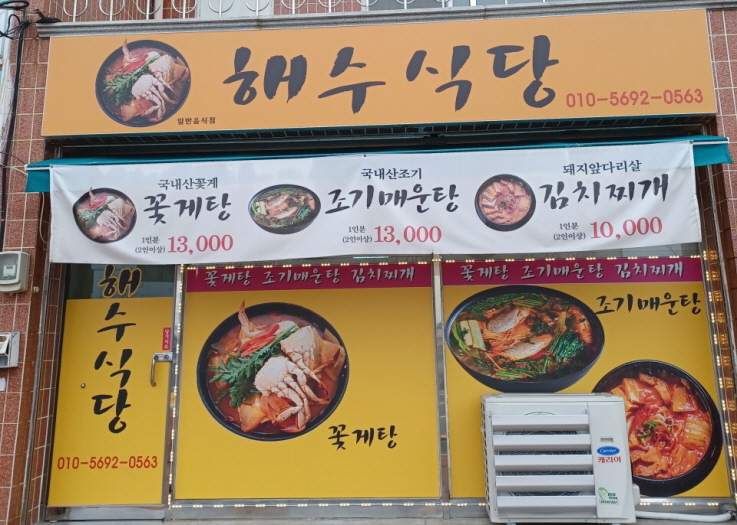 해수식당
일반음식점
010-5692-0563
국내산꽃게
꽃게탕
1인분
(2인이상) 13,000
국내산조기
조기매운탕
1인분
(2인이상) 13,000
돼지앞다리살
김치찌개
1인분
(2인이상) 10,000
해수식당
010-5692-0563
꽃게탕 조기매운탕 김치찌개
꽃게탕
꽃게탕 조기매운탕 김치찌개
조기매운탕
Carrier
캐리어